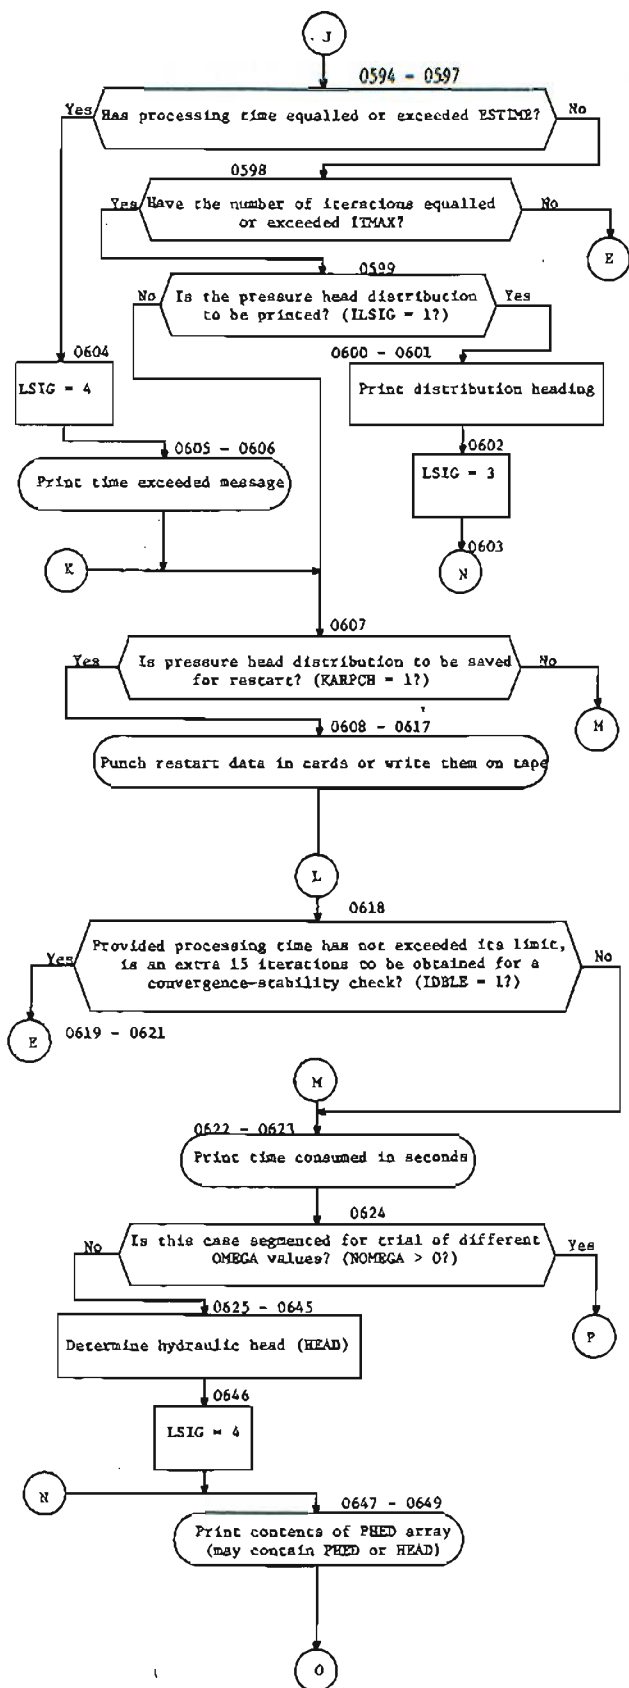 J
0594 - 0597
Yes
Has processing time equalled or exceeded ESTIME?
No
0598
Yes
Have the number of iterations equalled
or exceeded ITMAX?
No
E
0599
No
Is the pressure head distribution
to be printed? (ILSIG = 1?)
Yes
0604
0600 - 0601
LSIG = 4
Print distribution heading
0605 - 0606
0602
Print time exceeded message
LSIG = 3
0603
K
N
0607
Yes
Is pressure head distribution to be saved
for restart? (KARPCH = 1?)
No
0608 - 0617
M
Punch restart data in cards or write them on tape
L
0618
Yes
Provided processing time has not exceeded its limit,
is an extra 15 iterations to be obtained for a
convergence-stability check? (IDBLE = 1?)
No
E
0619 - 0621
M
0622 - 0623
Print time consumed in seconds
0624
No
Is this case segmented for trial of different
OMEGA values? (NOMEGA > 0?)
Yes
0625 - 0645
P
Determine hydraulic head (HEAD)
0646
LSIG = 4
N
0647 - 0649
Print contents of PHED array
(may contain PHED or HEAD)
O